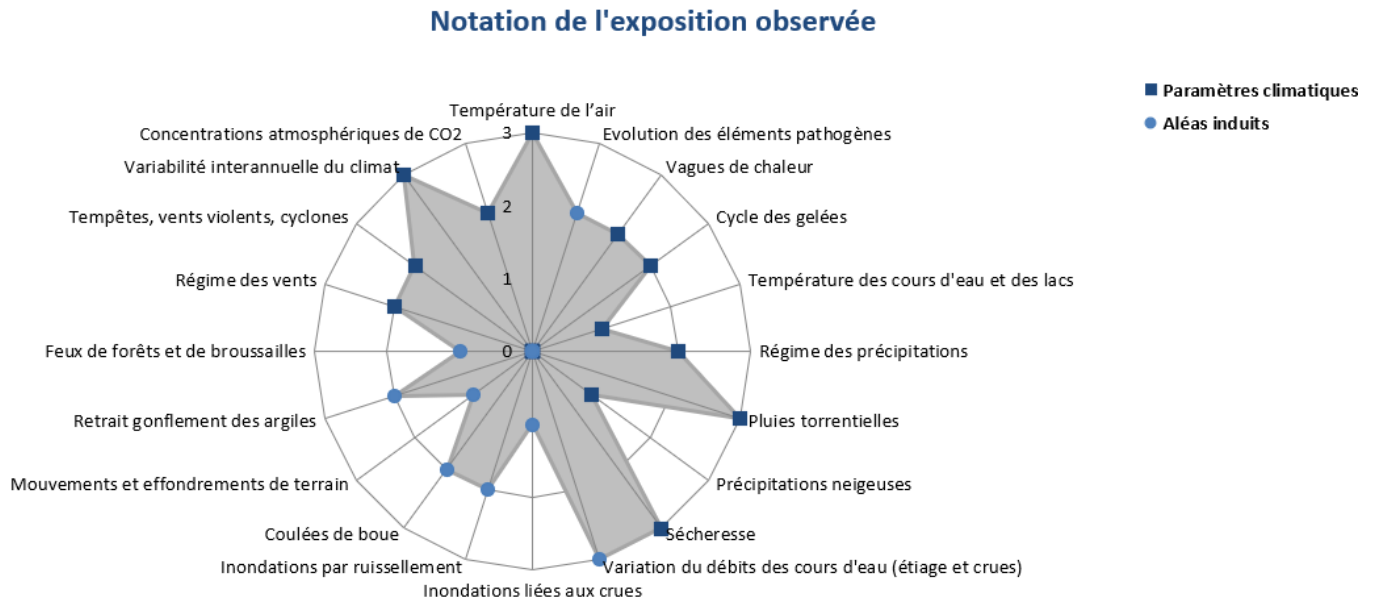 Notation de l'exposition observée
Paramètres climatiques
Aléas induits
Température de l’air
Evolution des éléments pathogènes
Vagues de chaleur
Cycle des gelées
Température des cours d'eau et des lacs
Régime des précipitations
Pluies torrentielles
Précipitations neigeuses
Sécheresse
Variation du débits des cours d'eau (étiage et crues)
Inondations liées aux crues
Inondations par ruissellement
Coulées de boue
Mouvements et effondrements de terrain
Retrait gonflement des argiles
Feux de forêts et de broussailles
Régime des vents
Tempêtes, vents violents, cyclones
Variabilité interannuelle du climat
Concentrations atmosphériques de CO2
3
2
1
0